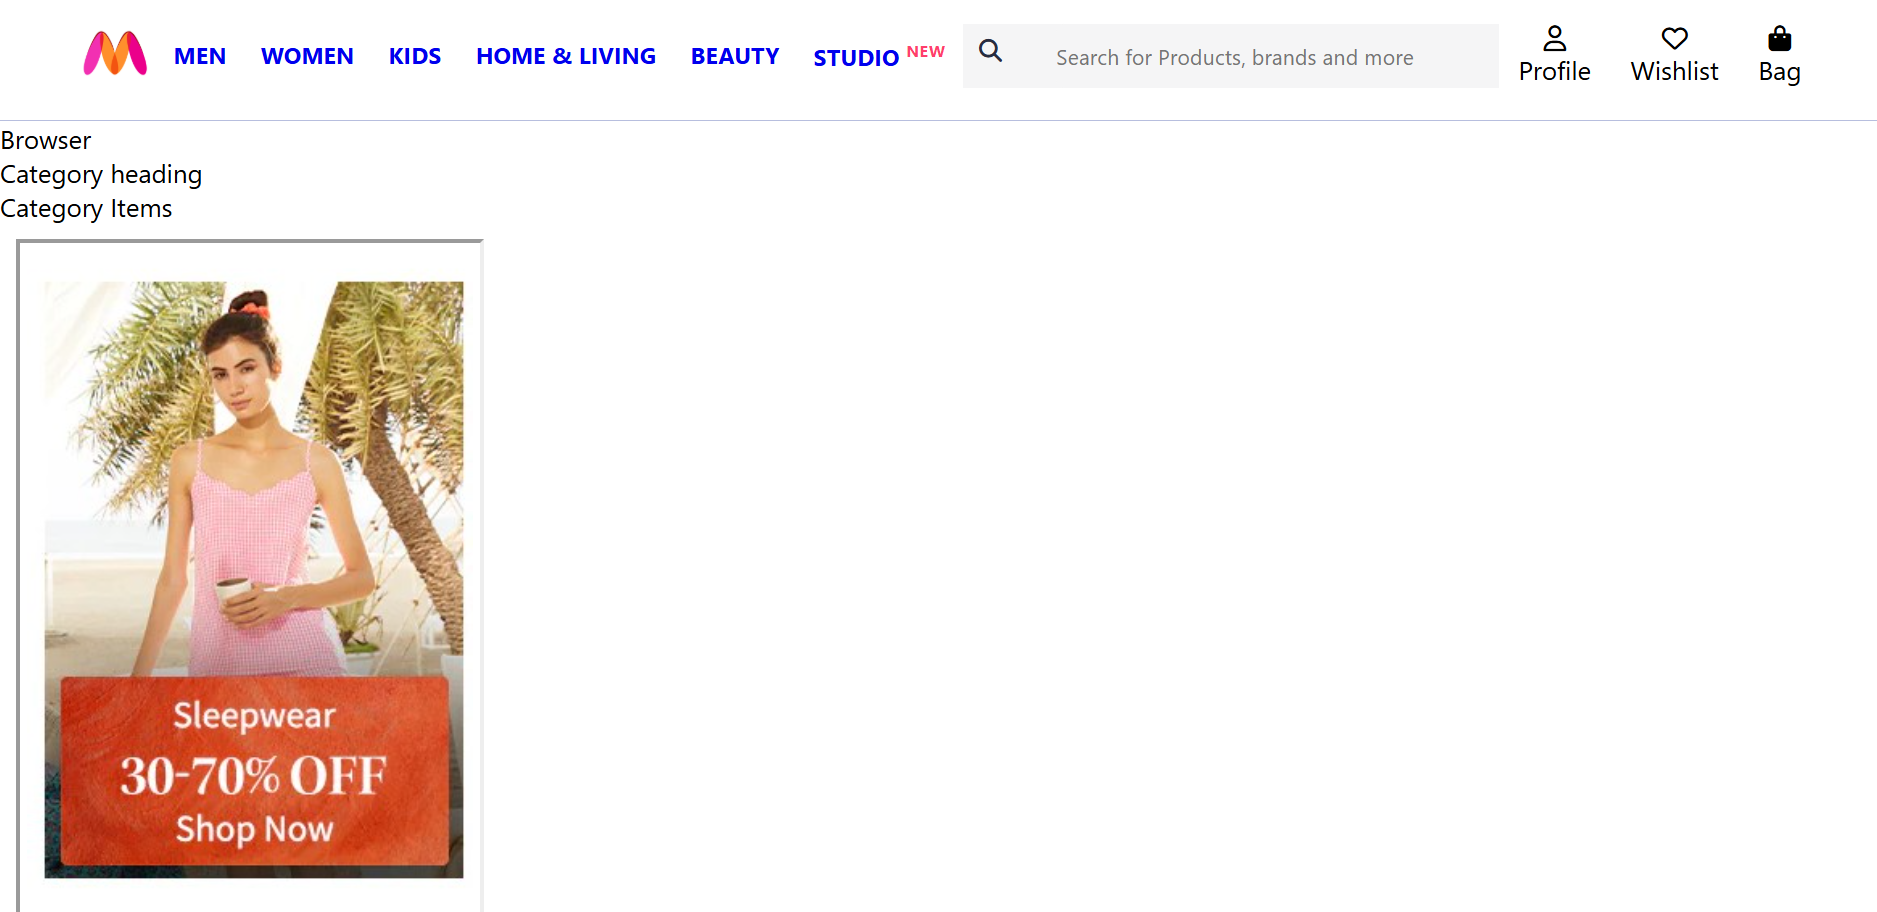 MEN WOMEN KIDS HOME & LIVING BEAUTY STUDIO NEW Search for Products, brands and more Profile Wishlist Bag
Browser
Category heading
Category Items
Sleepwear
30-70% OFF
Shop Now